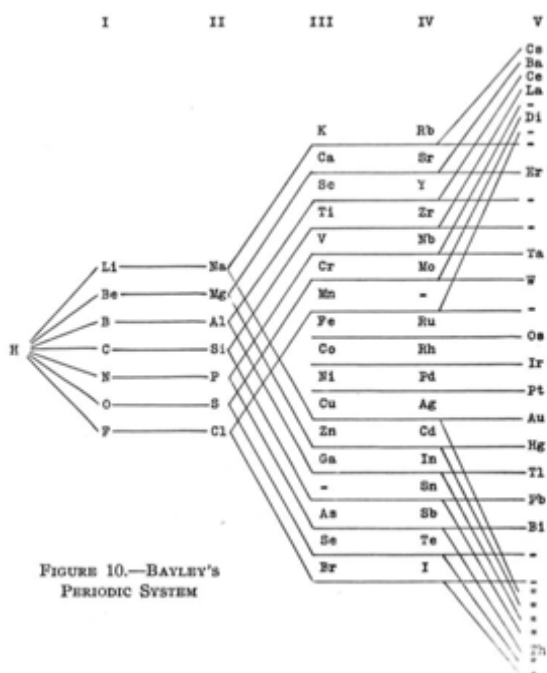 I II III IV V
Cs
Ba
Ce
La
-
Di
K Rb -
-
Ca Sr
Er
Sc Y
-
Ti Zr
-
V Nb
Ta
Li Na Cr Mo
W
Be Mg Mn -
-
B Al Fe Ru
Os
H C Si Co Rh
Ir
N P Ni Pd
Pt
O S Cu Ag
Au
F Cl Zn Cd
Hg
Ga In
Tl
- Sn
Pb
As Sb
Bi
Se Te
-
Br I
-
Th
FIGURE 10.—BAYLEY'S
PERIODIC SYSTEM